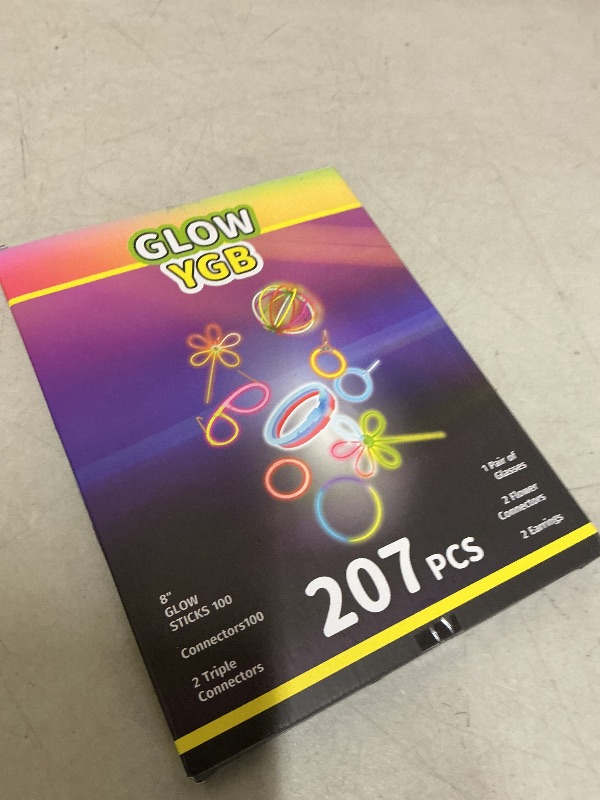 GLOW
YGB
1 Pair of
Glasses
2 Flower
Connectors
2 Earrings
207 PCS
8"
GLOW
STICKS 100
Connectors100
2 Triple
Connectors